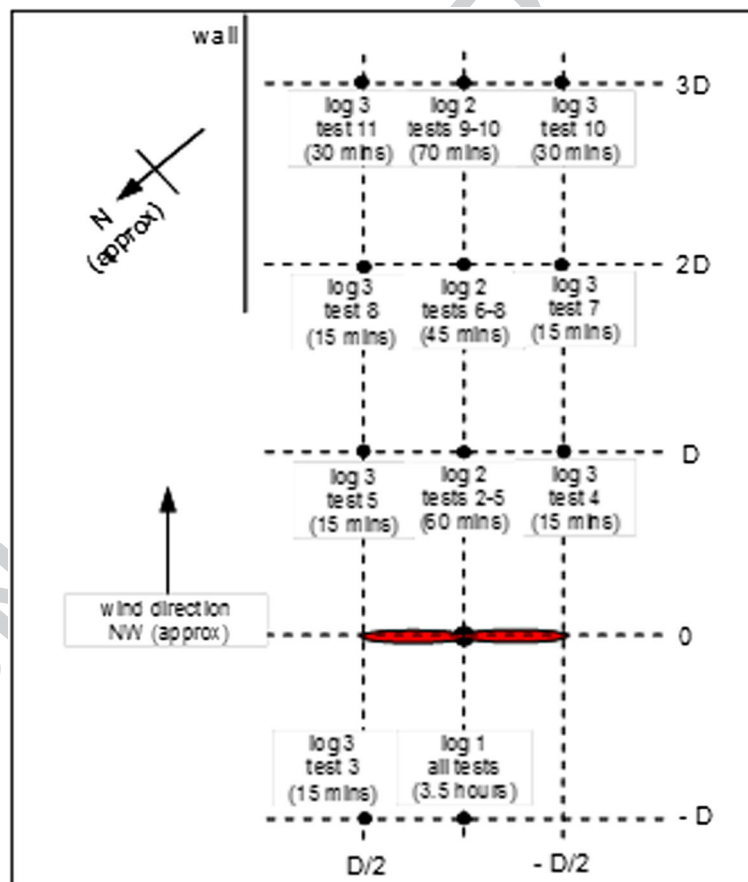 wall
3D
log 3
test 11
(30 mins)
log 2
tests 9-10
(70 mins)
log 3
test 10
(30 mins)
N
(approx)
2D
log 3
test 8
(15 mins)
log 2
tests 6-8
(45 mins)
log 3
test 7
(15 mins)
D
log 3
test 5
(15 mins)
log 2
tests 2-5
(60 mins)
log 3
test 4
(15 mins)
wind direction
NW (approx)
0
log 3
test 3
(15 mins)
log 1
all tests
(3.5 hours)
- D
D/2
- D/2